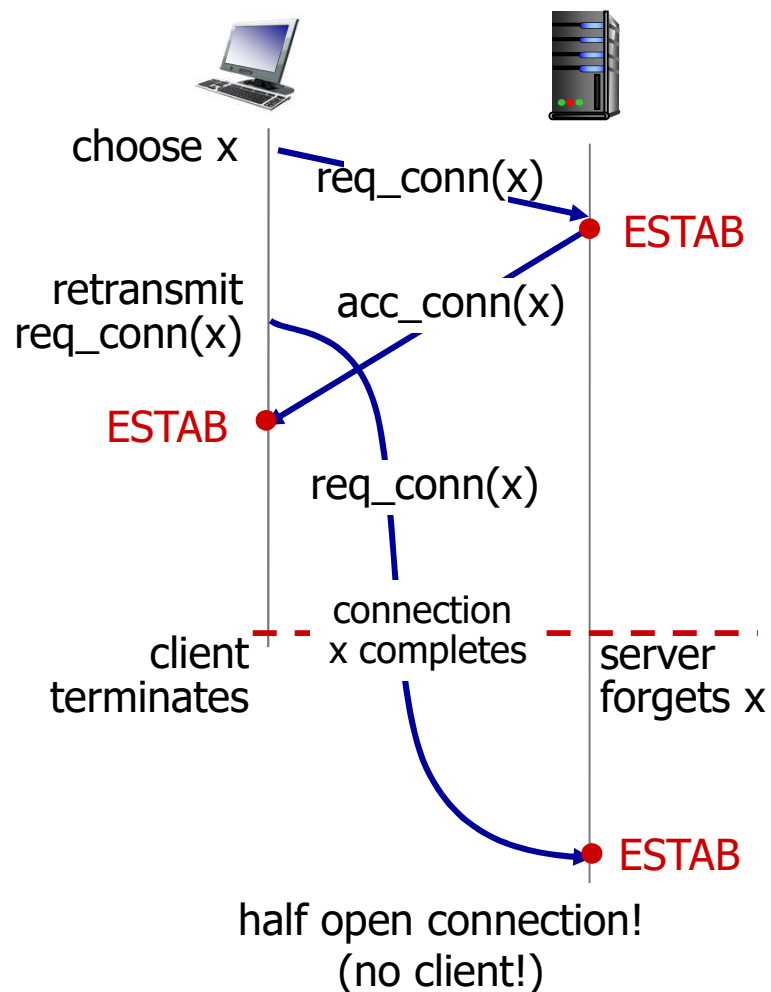 choose x
req_conn(x)
ESTAB
retransmit
req_conn(x)
acc_conn(x)
ESTAB
req_conn(x)
connection
x completes
client
terminates
server
forgets x
ESTAB
half open connection!
(no client!)